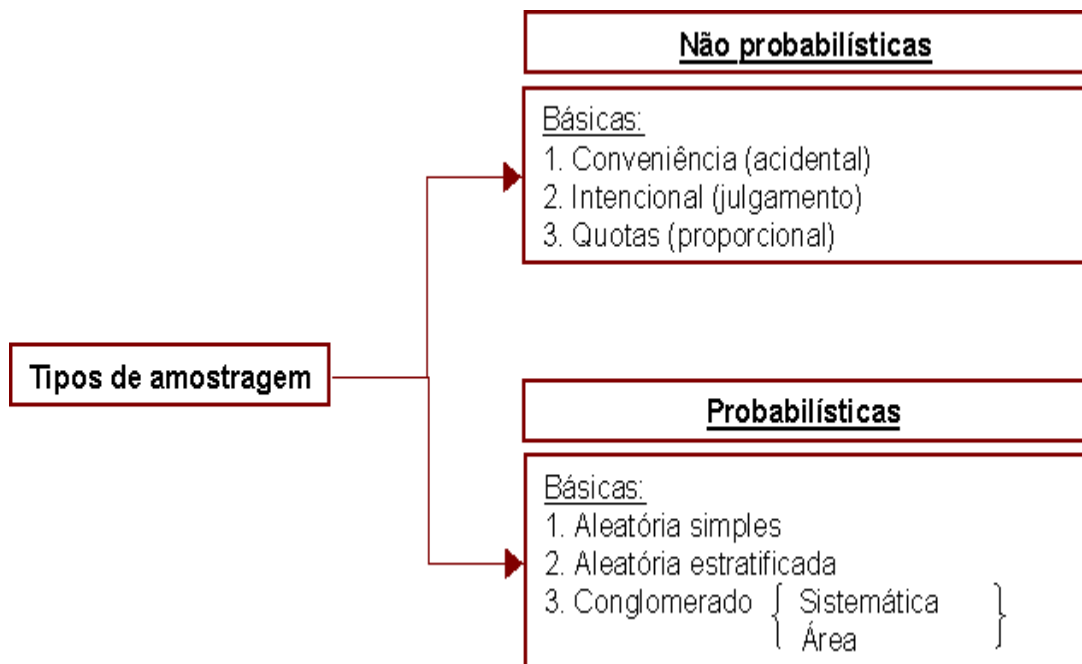 Não probabilísticas
Básicas:
1. Conveniência (acidental)
2. Intencional (julgamento)
3. Quotas (proporcional)
Tipos de amostragem
Probabilísticas
Básicas:
1. Aleatória simples
2. Aleatória estratificada
3. Conglomerado { Sistemática }
Área